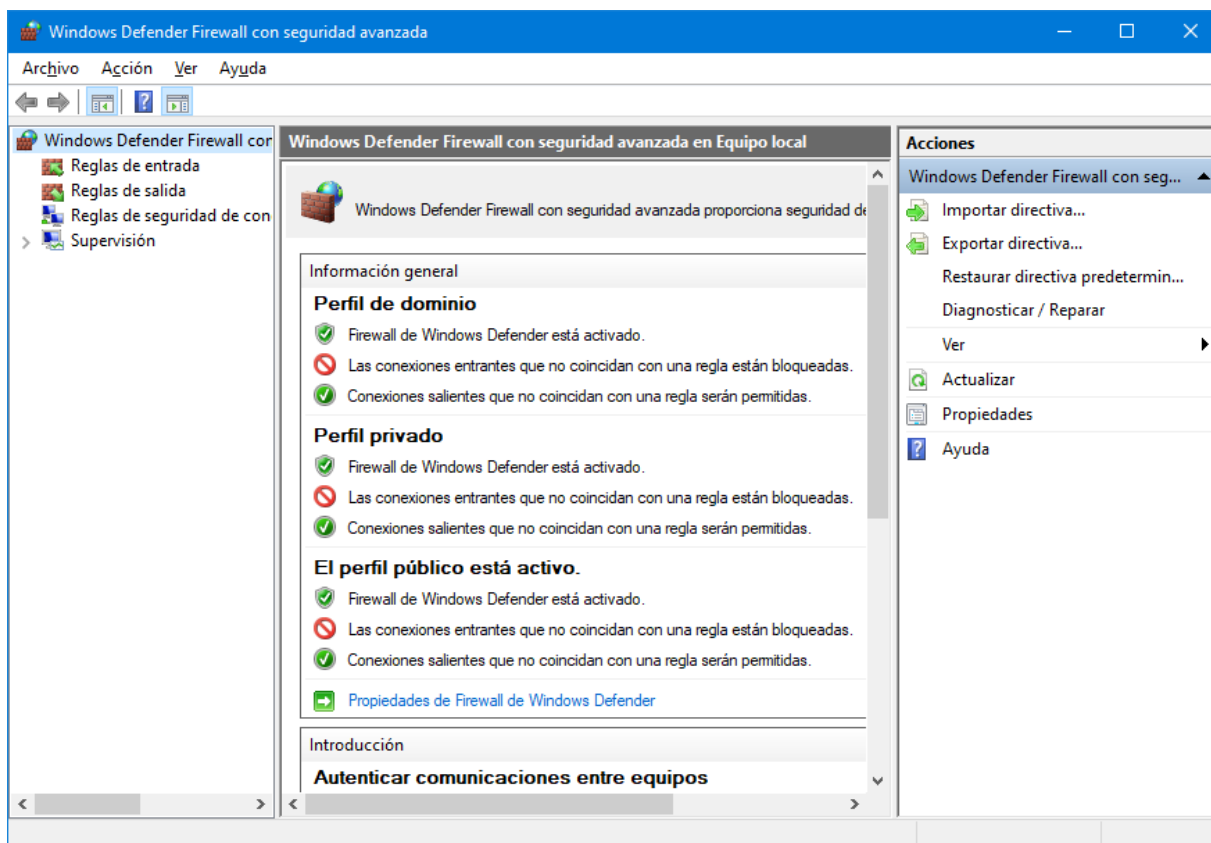 Windows Defender Firewall con seguridad avanzada
Archivo Acción Ver Ayuda
Windows Defender Firewall con
Reglas de entrada
Reglas de salida
Reglas de seguridad de con
Supervisión
Windows Defender Firewall con seguridad avanzada en Equipo local
Windows Defender Firewall con seguridad avanzada proporciona seguridad de
Información general
Perfil de dominio
Firewall de Windows Defender está activado.
Las conexiones entrantes que no coincidan con una regla están bloqueadas.
Conexiones salientes que no coincidan con una regla serán permitidas.
Perfil privado
Firewall de Windows Defender está activado.
Las conexiones entrantes que no coincidan con una regla están bloqueadas.
Conexiones salientes que no coincidan con una regla serán permitidas.
El perfil público está activo.
Firewall de Windows Defender está activado.
Las conexiones entrantes que no coincidan con una regla están bloqueadas.
Conexiones salientes que no coincidan con una regla serán permitidas.
Propiedades de Firewall de Windows Defender
Introducción
Autenticar comunicaciones entre equipos
Acciones
Windows Defender Firewall con seg...
Importar directiva...
Exportar directiva...
Restaurar directiva predetermin...
Diagnosticar / Reparar
Ver
Actualizar
Propiedades
Ayuda